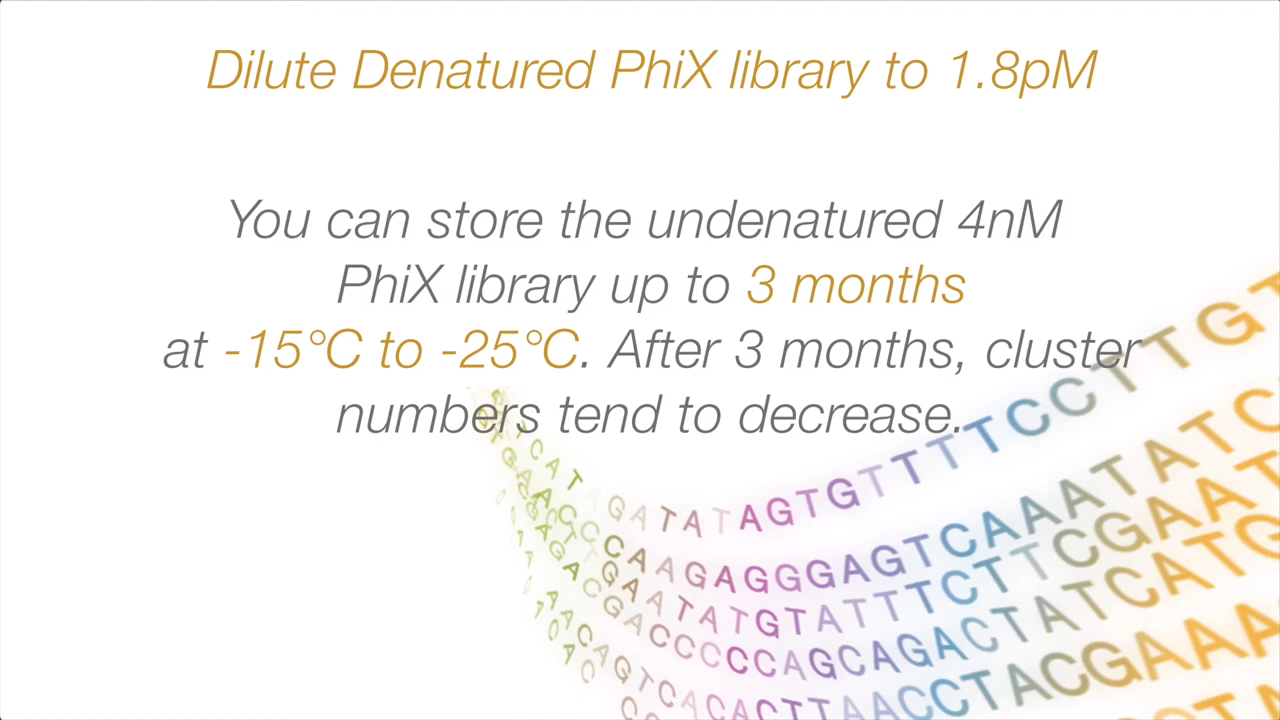 Dilute Denatured PhiX library to 1.8pM
You can store the undenatured 4nM
PhiX library up to 3 months
at -15°C to -25°C. After 3 months, cluster
numbers tend to decrease.